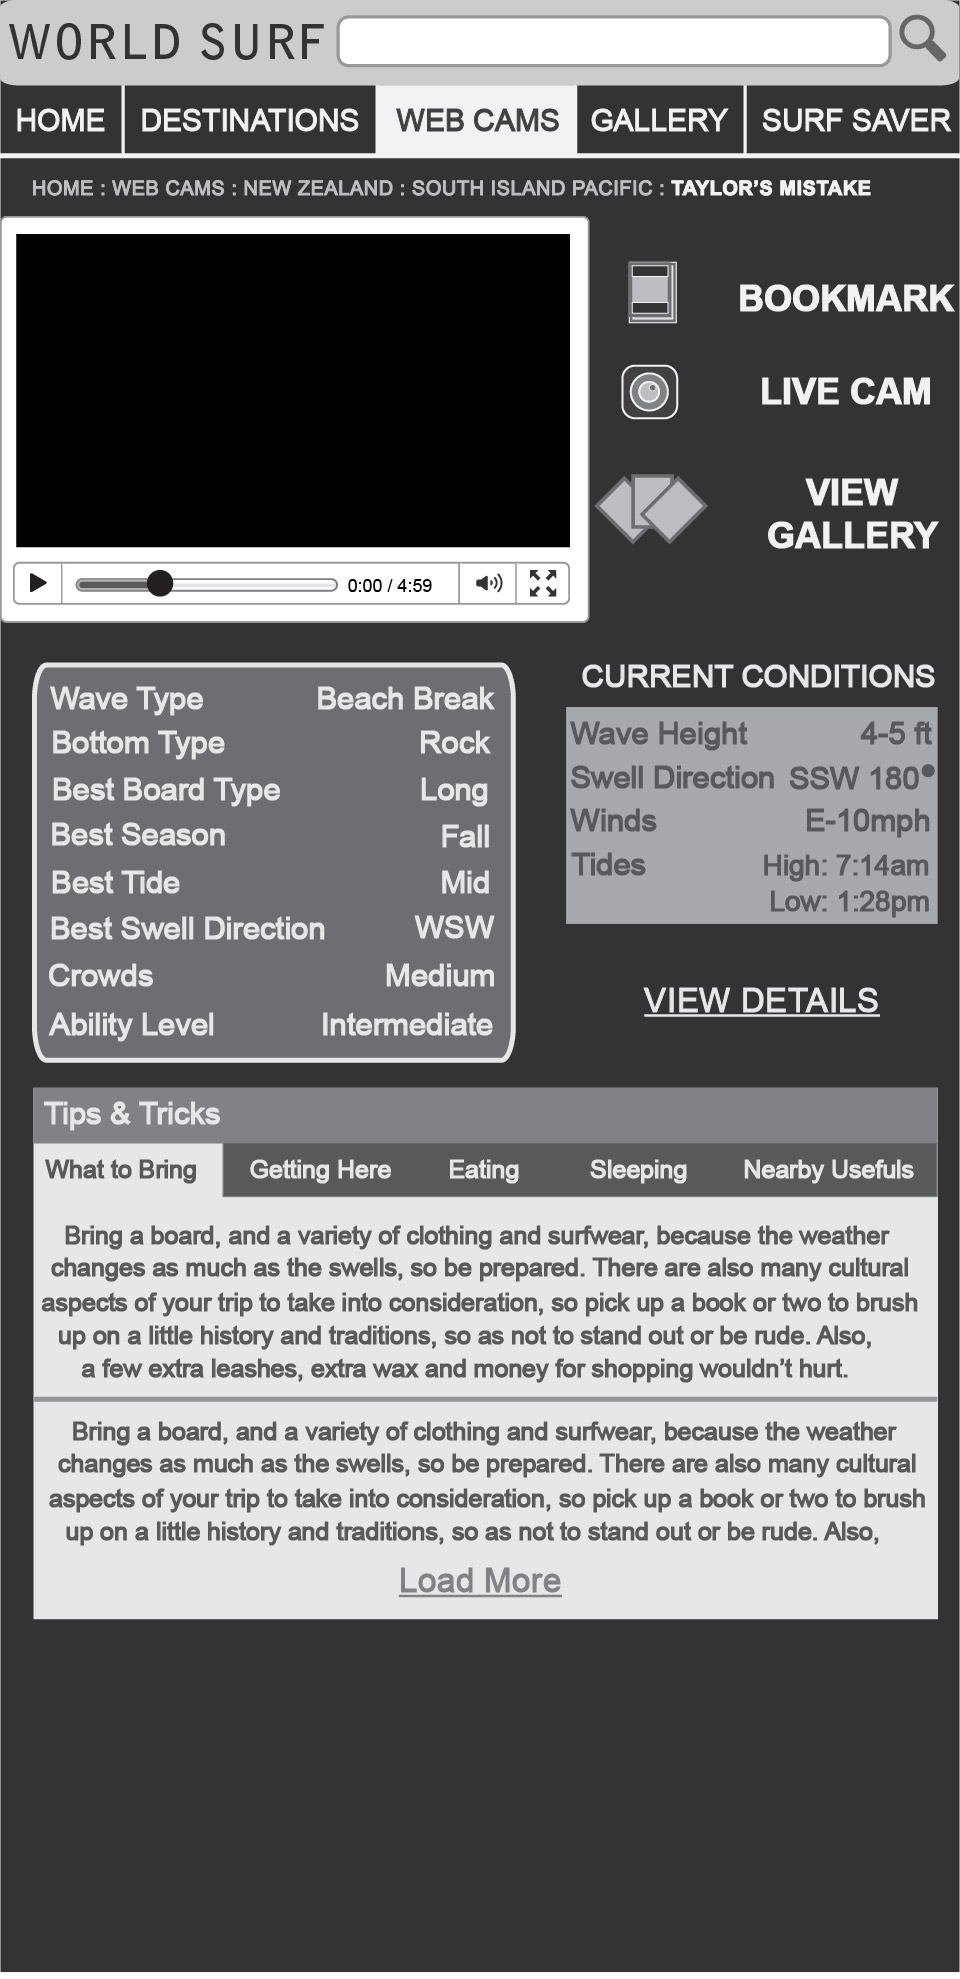 WORLD SURF
HOME DESTINATIONS WEB CAMS GALLERY SURF SAVER
HOME : WEB CAMS : NEW ZEALAND : SOUTH ISLAND PACIFIC : TAYLOR’S MISTAKE
BOOKMARK
LIVE CAM
VIEW
GALLERY
0:00 / 4:59
Wave Type Beach Break
Bottom Type Rock
Best Board Type Long
Best Season Fall
Best Tide Mid
Best Swell Direction WSW
Crowds Medium
Ability Level Intermediate
CURRENT CONDITIONS
Wave Height 4-5 ft
Swell Direction SSW 180°
Winds E-10mph
Tides High: 7:14am
Low: 1:28pm
VIEW DETAILS
Tips & Tricks
What to Bring Getting Here Eating Sleeping Nearby Usefuls
Bring a board, and a variety of clothing and surfwear, because the weather
changes as much as the swells, so be prepared. There are also many cultural
aspects of your trip to take into consideration, so pick up a book or two to brush
up on a little history and traditions, so as not to stand out or be rude. Also,
a few extra leashes, extra wax and money for shopping wouldn’t hurt.
Bring a board, and a variety of clothing and surfwear, because the weather
changes as much as the swells, so be prepared. There are also many cultural
aspects of your trip to take into consideration, so pick up a book or two to brush
up on a little history and traditions, so as not to stand out or be rude. Also,
Load More